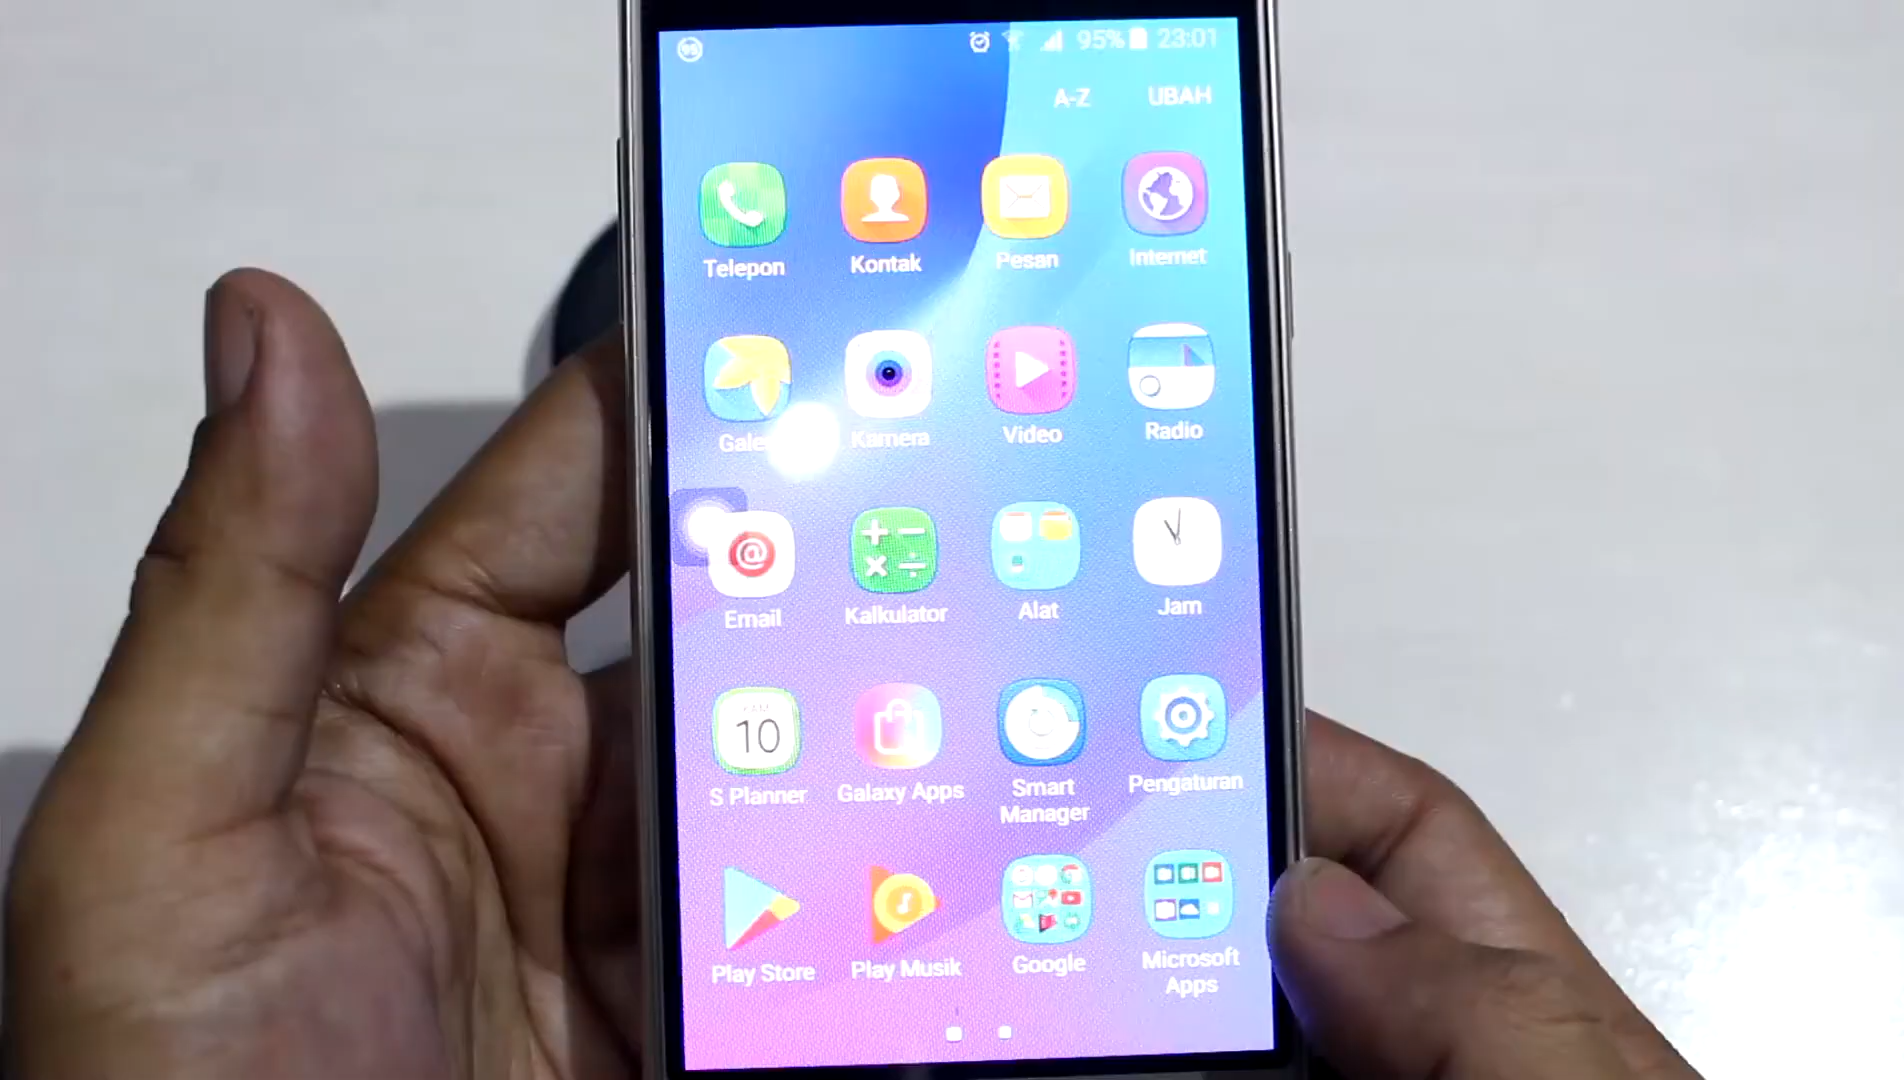 95% 23:01
A-Z UBAH
Telepon Kontak Pesan Internet
Kamera Video Radio
Email Kalkulator Alat Jam
10
S Planner Galaxy Apps Smart Manager Pengaturan
Play Store Play Musik Google Microsoft Apps